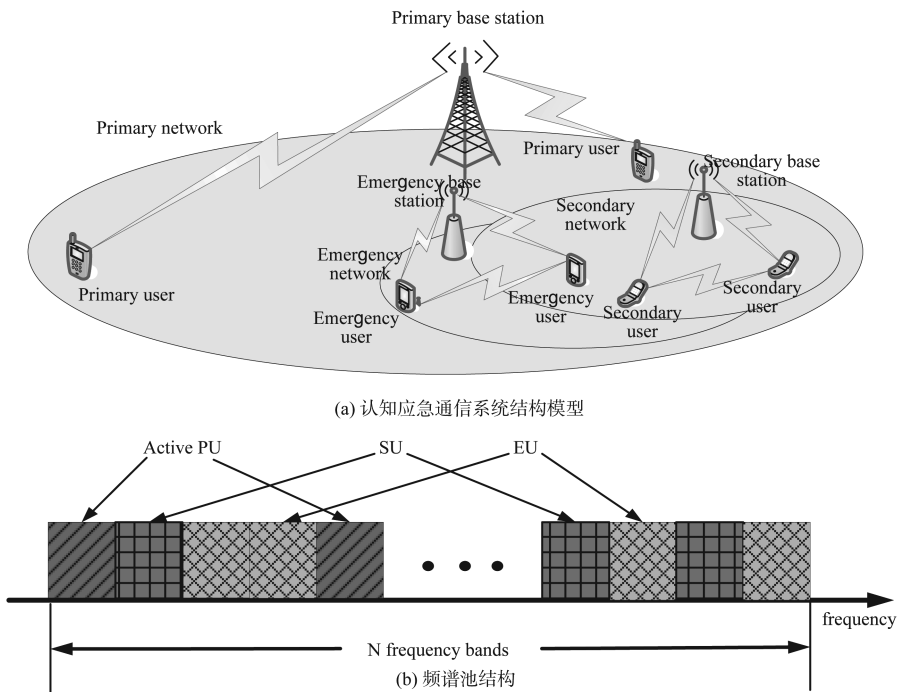 Primary base station
Primary network
Primary user
Secondary base
station
Emergency base
station
Secondary
network
Emergency
network
Primary user
Emergency
user
Emergency
user
Secondary
user
Secondary
user
(a) 认知应急通信系统结构模型
Active PU
SU
EU
frequency
N frequency bands
(b) 频谱池结构